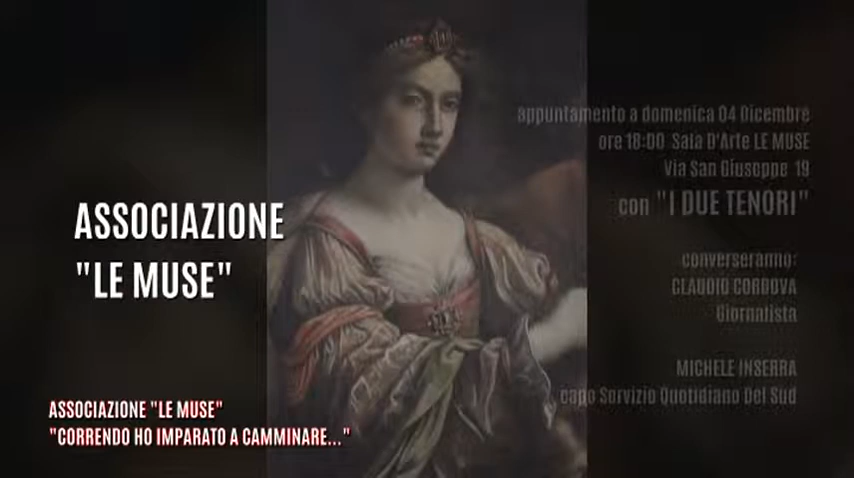 ASSOCIAZIONE
"LE MUSE"
ASSOCIAZIONE "LE MUSE"
"CORRENDO HO IMPARATO A CAMMINARE..."
appuntamento a domenica 04 Dicembre
ore 18:00 Sala D'Arte LE MUSE
Via San Giuseppe 19
con "I DUE TENORI"
converseranno:
CLAUDIO CORDOVA
Giornalista
MICHELE INSERRA
capo Servizio Quotidiano Del Sud